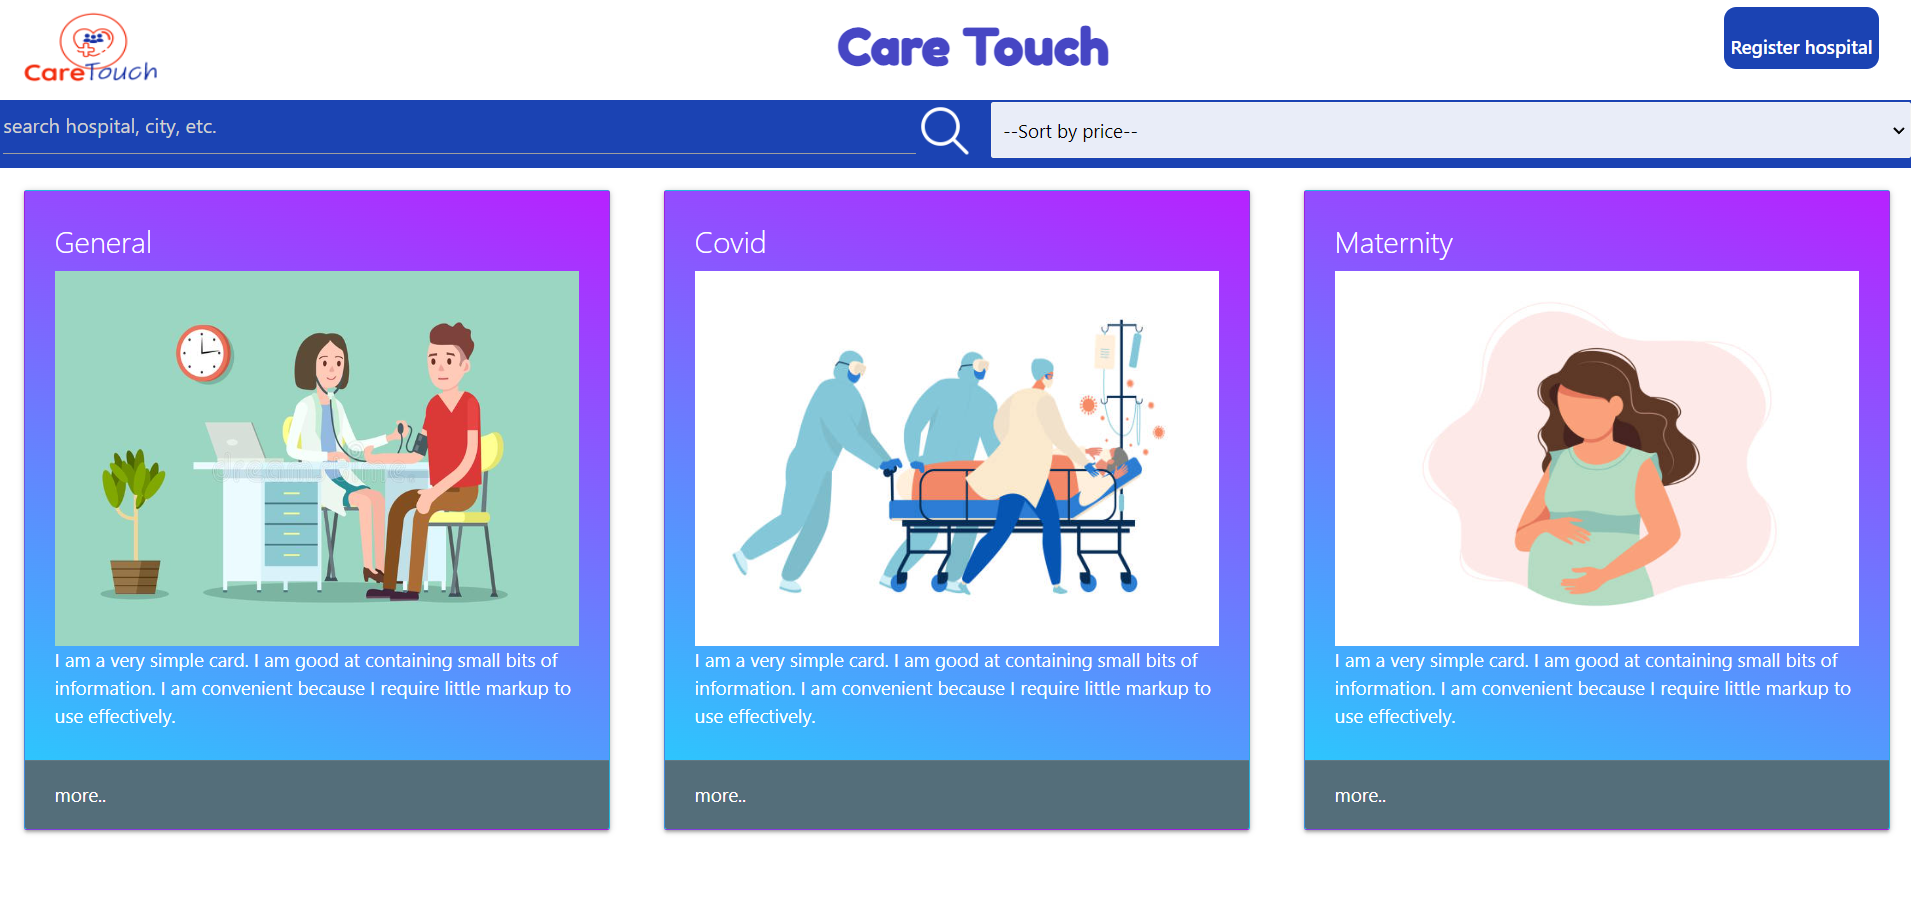 CareTouch
Care Touch
Register hospital
search hospital, city, etc.
--Sort by price--
General
Covid
Maternity
I am a very simple card. I am good at containing small bits of
information. I am convenient because I require little markup to
use effectively.
I am a very simple card. I am good at containing small bits of
information. I am convenient because I require little markup to
use effectively.
I am a very simple card. I am good at containing small bits of
information. I am convenient because I require little markup to
use effectively.
more..
more..
more..